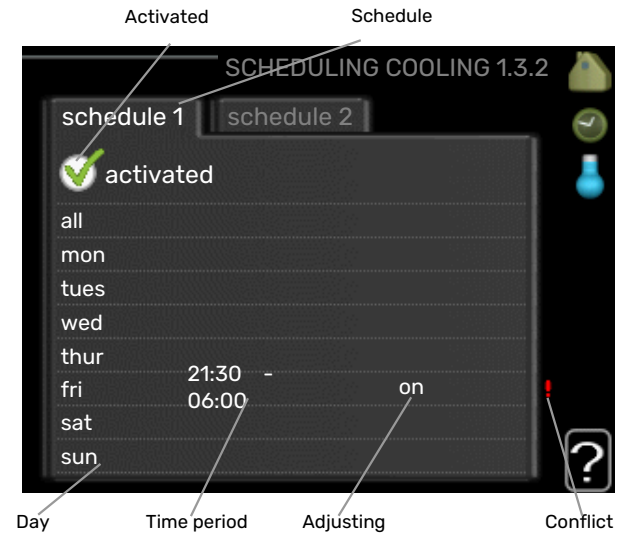 Activated Schedule
SCHEDULING COOLING 1.3.2
schedule 1 schedule 2
activated
all
mon
tues
wed
thur
21:30 -
fri on !
06:00
sat
sun
?
Day Time period Adjusting Conflict